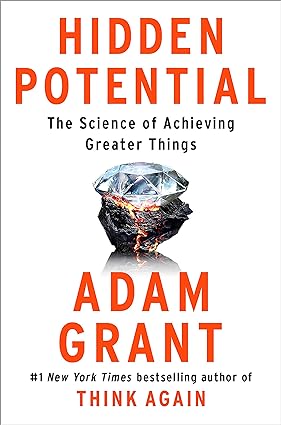 HIDDEN
POTENTIAL
The Science of Achieving
Greater Things
ADAM
GRANT
#1 New York Times bestselling author of
THINK AGAIN